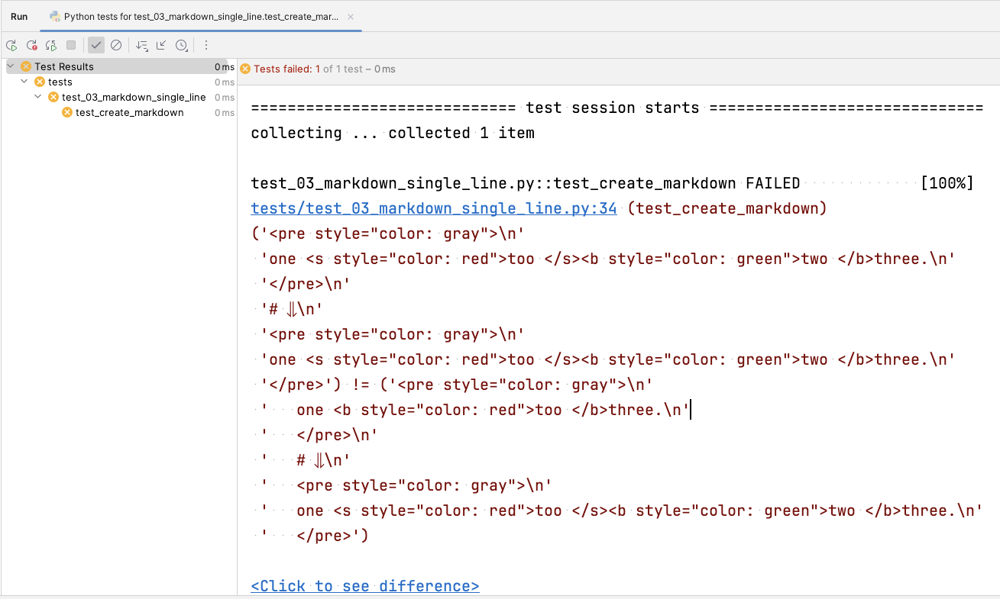 Run
Python tests for test_03_markdown_single_line.test_create_mar...
Test Results 0 ms
tests 0 ms
test_03_markdown_single_line 0 ms
test_create_markdown 0 ms
Tests failed: 1 of 1 test – 0 ms
============================= test session starts ==============================
collecting ... collected 1 item
test_03_markdown_single_line.py::test_create_markdown FAILED [100%]
tests/test_03_markdown_single_line.py:34 (test_create_markdown)
('<pre style="color: gray">\n'
 'one <s style="color: red">too </s><b style="color: green">two </b>three.\n'
 '</pre>\n'
 '# ⥥\n'
 '<pre style="color: gray">\n'
 'one <s style="color: red">too </s><b style="color: green">two </b>three.\n'
 '</pre>') != ('<pre style="color: gray">\n'
 '   one <b style="color: red">too </b>three.\n'
 '   </pre>\n'
 '   # ⥥\n'
 '   <pre style="color: gray">\n'
 '   one <s style="color: red">too </s><b style="color: green">two </b>three.\n'
 '   </pre>')
<Click to see difference>